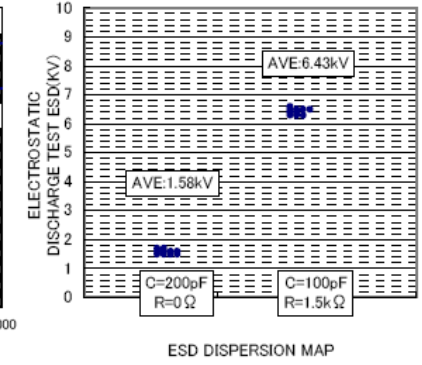 10
9
8
7
6
5
4
3
2
1
0
ELECTROSTATIC
DISCHARGE TEST ESD(KV)
AVE:6.43kV
AVE:1.58kV
C=200pF
R=0Ω
C=100pF
R=1.5kΩ
000
ESD DISPERSION MAP